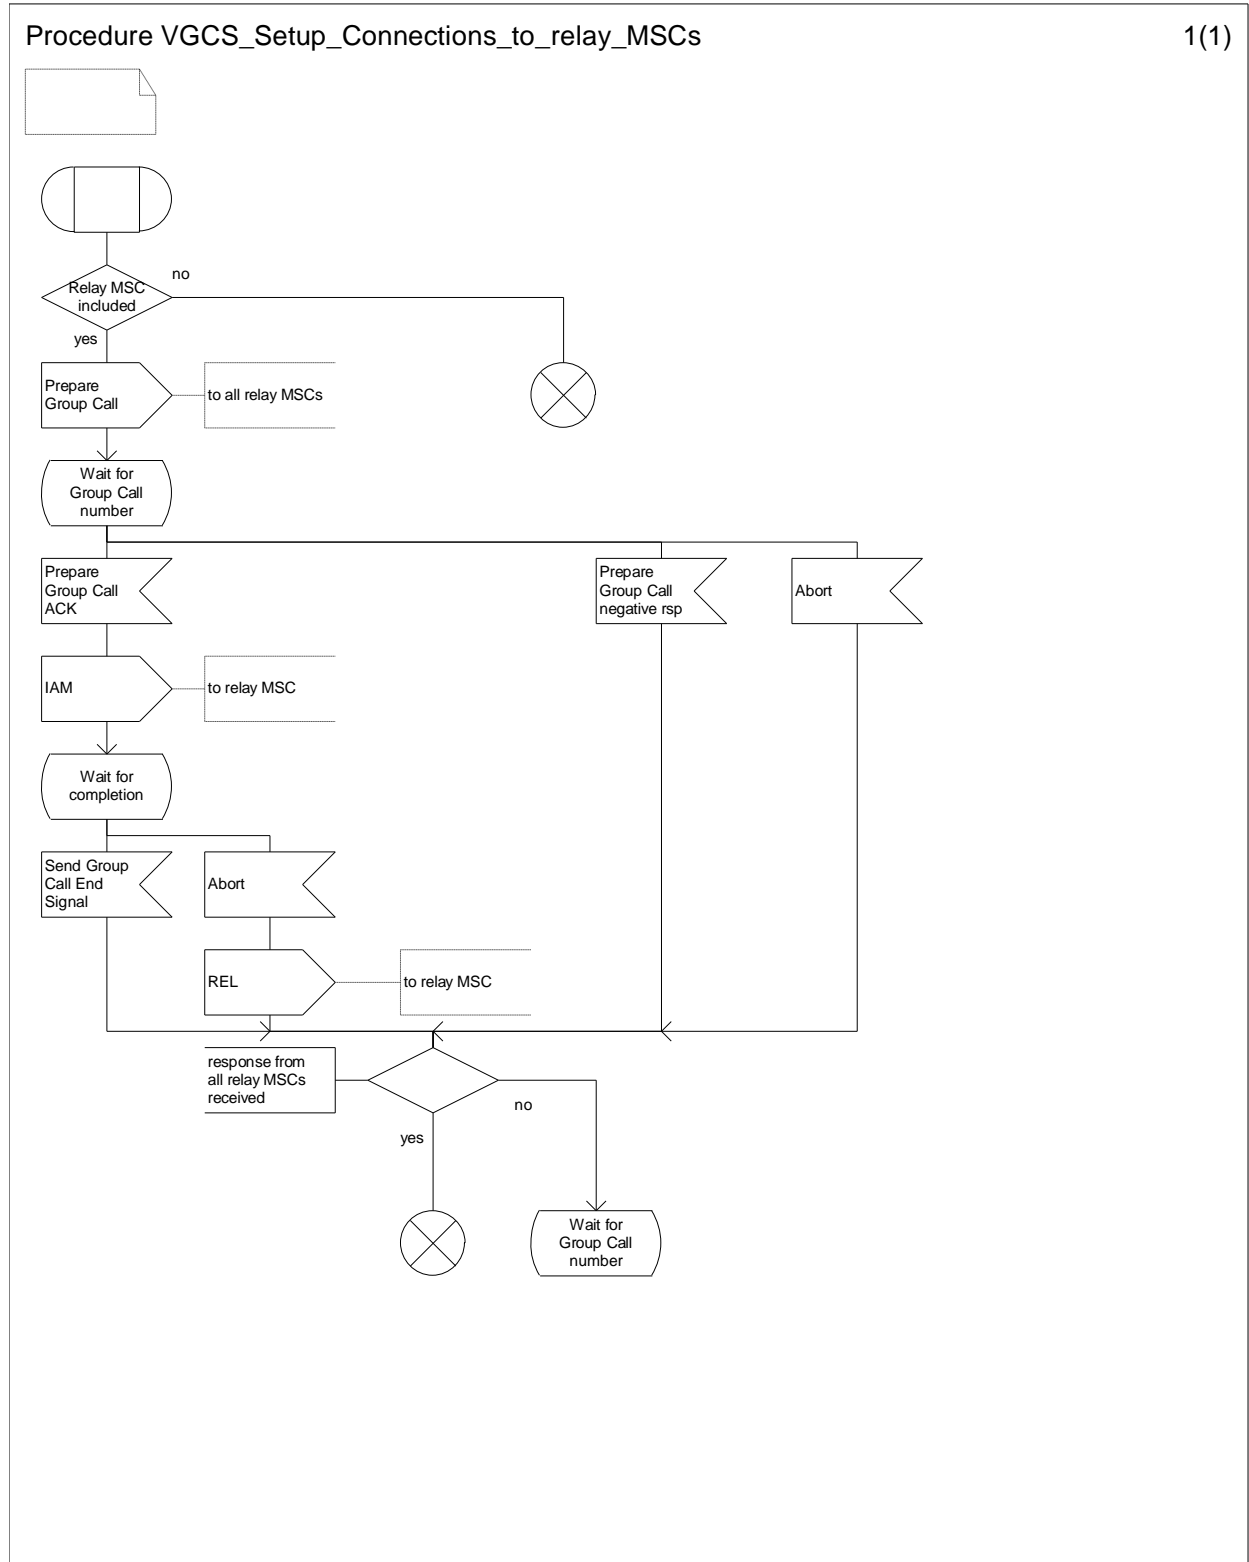 Procedure VGCS_Setup_Connections_to_relay_MSCs
1(1)
Relay MSC
included
no
yes
Prepare
Group Call
to all relay MSCs
Wait for
Group Call
number
Prepare
Group Call
ACK
Prepare
Group Call
negative rsp
Abort
IAM
to relay MSC
Wait for
completion
Send Group
Call End
Signal
Abort
REL
to relay MSC
response from
all relay MSCs
received
no
yes
Wait for
Group Call
number